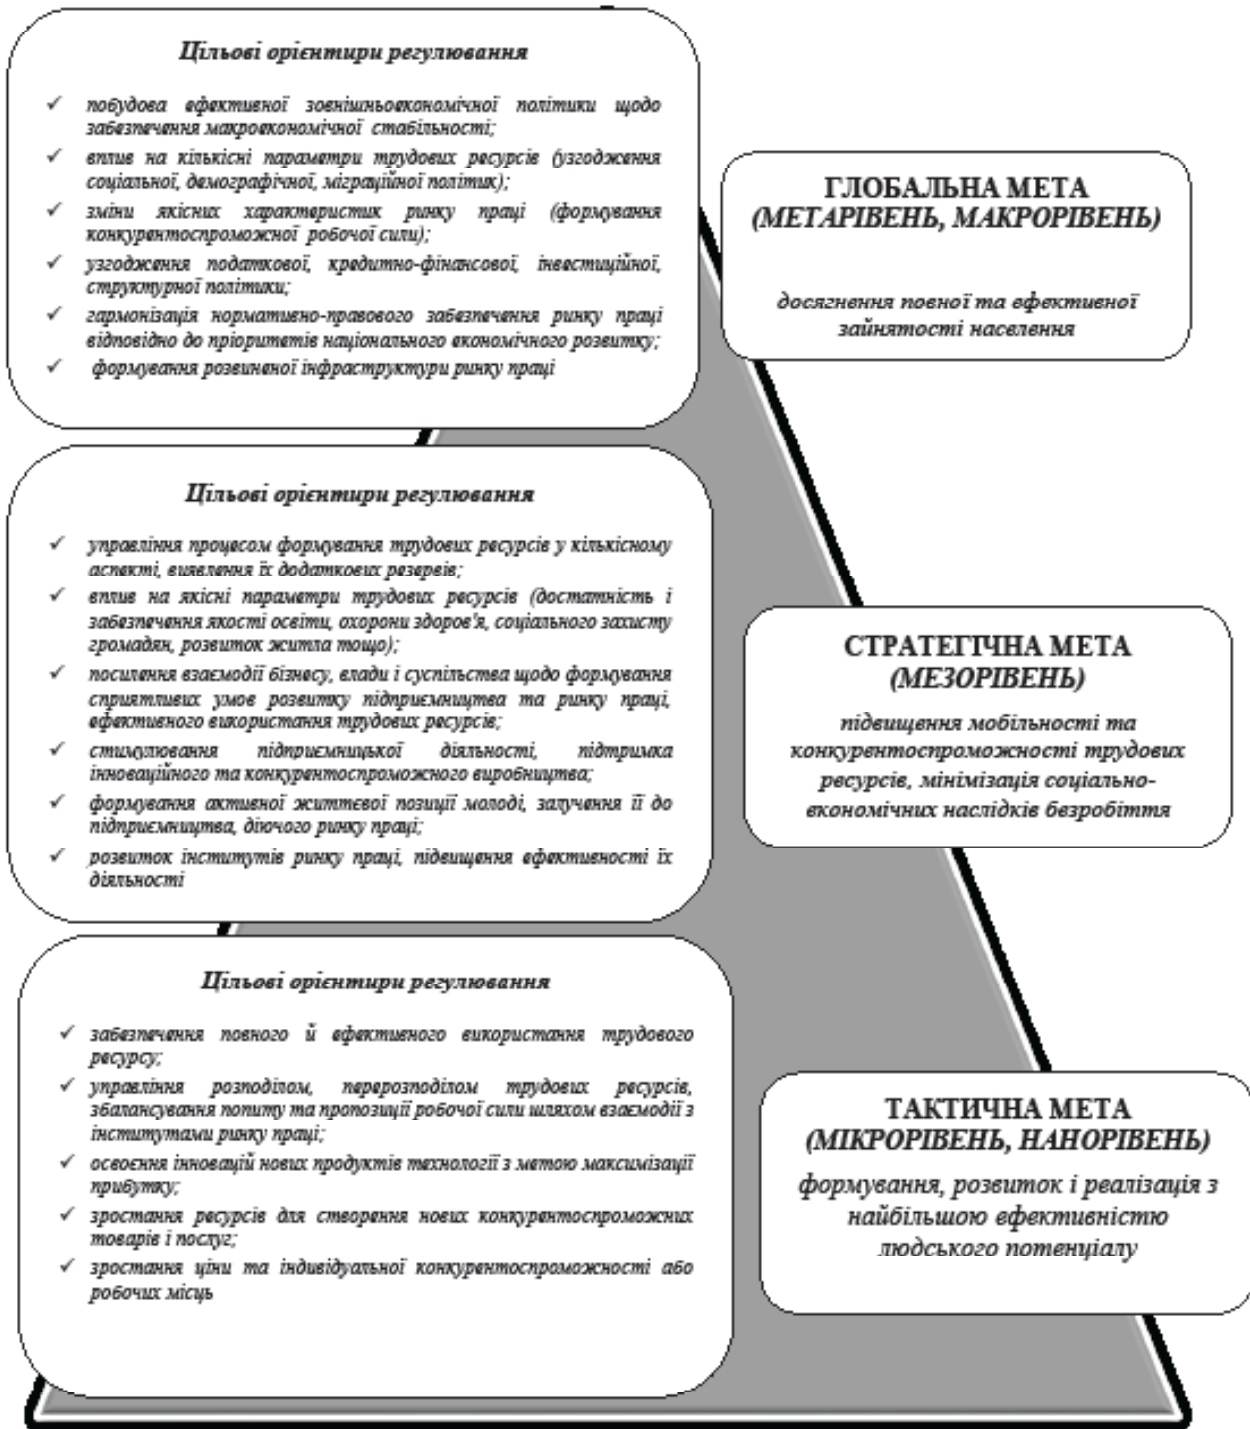 Цільові орієнтири регулювання
✓ побудова ефективної зовнішньоекономічної політики щодо
забезпечення макроекономічної стабільності;
✓ вплив на кількісні параметри трудових ресурсів (узгодження
соціальної, демографічної, міграційної політик);
✓ зміни якісних характеристик ринку праці (формування
конкурентоспроможної робочої сили);
✓ узгодження податкової, кредитно-фінансової, інвестиційної,
структурної політики;
✓ гармонізація нормативно-правового забезпечення ринку праці
відповідно до пріоритетів національного економічного розвитку;
✓ формування розвиненої інфраструктури ринку праці
ГЛОБАЛЬНА МЕТА
(МЕТАРІВЕНЬ, МАКРОРІВЕНЬ)
досягнення повної та ефективної
зайнятості населення
Цільові орієнтири регулювання
✓ управління процесом формування трудових ресурсів у кількісному
аспекті, виявлення їх додаткових резервів;
✓ вплив на якісні параметри трудових ресурсів (достатність і
забезпечення якості освіти, охорони здоров'я, соціального захисту
громадян, розвиток житла тощо);
✓ посилення взаємодії бізнесу, влади і суспільства щодо формування
сприятливих умов розвитку підприємництва та ринку праці,
ефективного використання трудових ресурсів;
✓ стимулювання підприємницької діяльності, підтримка
інноваційного та конкурентоспроможного виробництва;
✓ формування активної життєвої позиції молоді, залучення її до
підприємництва, діючого ринку праці;
✓ розвиток інститутів ринку праці, підвищення ефективності їх
діяльності
СТРАТЕГІЧНА МЕТА
(МЕЗОРІВЕНЬ)
підвищення мобільності та
конкурентоспроможності трудових
ресурсів, мінімізація соціально-
економічних наслідків безробіття
Цільові орієнтири регулювання
✓ забезпечення повного й ефективного використання трудового
ресурсу;
✓ управління розподілом, перерозподілом трудових ресурсів,
збалансування попиту та пропозиції робочої сили шляхом взаємодії з
інститутами ринку праці;
✓ освоєння інновацій нових продуктів технології з метою максимізації
прибутку;
✓ зростання ресурсів для створення нових конкурентоспроможних
товарів і послуг;
✓ зростання ціни та індивідуальної конкурентоспроможності або
робочих місць
ТАКТИЧНА МЕТА
(МІКРОРІВЕНЬ, НАНОРІВЕНЬ)
формування, розвиток і реалізація з
найбільшою ефективністю
людського потенціалу